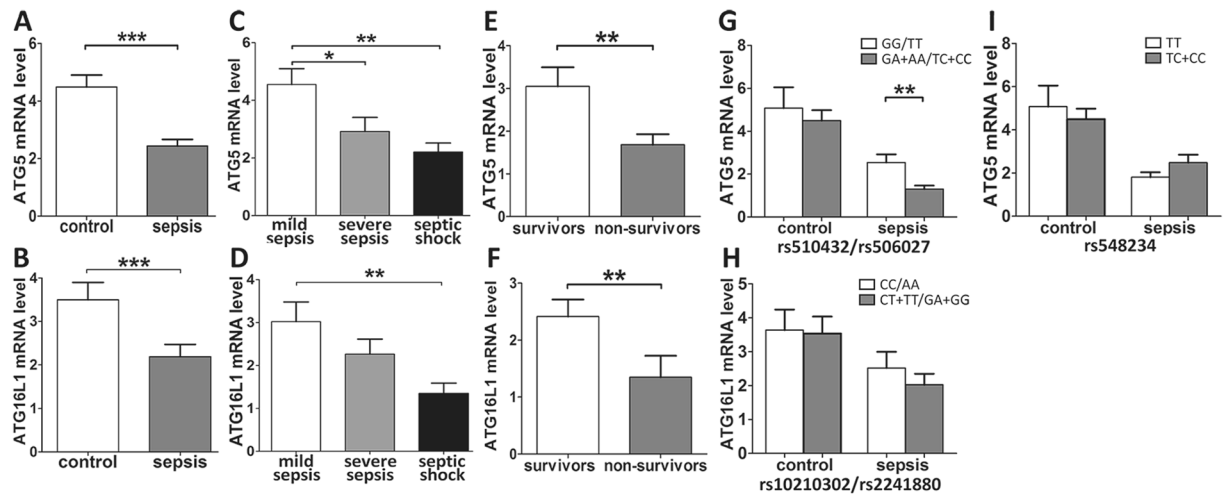 A
ATG5 mRNA level
6
4
2
0
***
control
sepsis
C
ATG5 mRNA level
6
4
2
0
**
*
mild
sepsis
severe
sepsis
septic
shock
E
ATG5 mRNA level
4
3
2
1
0
**
survivors
non-survivors
G
ATG5 mRNA level
8
6
4
2
0
GG/TT
GA+AA/TC+CC
**
control
sepsis
rs510432/rs506027
I
ATG5 mRNA level
8
6
4
2
0
TT
TC+CC
control
sepsis
rs548234
B
ATG16L1 mRNA level
4
3
2
1
0
***
control
sepsis
D
ATG16L1 mRNA level
4
3
2
1
0
**
mild
sepsis
severe
sepsis
septic
shock
F
ATG16L1 mRNA level
3
2
1
0
**
survivors
non-survivors
H
ATG16L1 mRNA level
5
4
3
2
1
0
CC/AA
CT+TT/GA+GG
control
sepsis
rs10210302/rs2241880